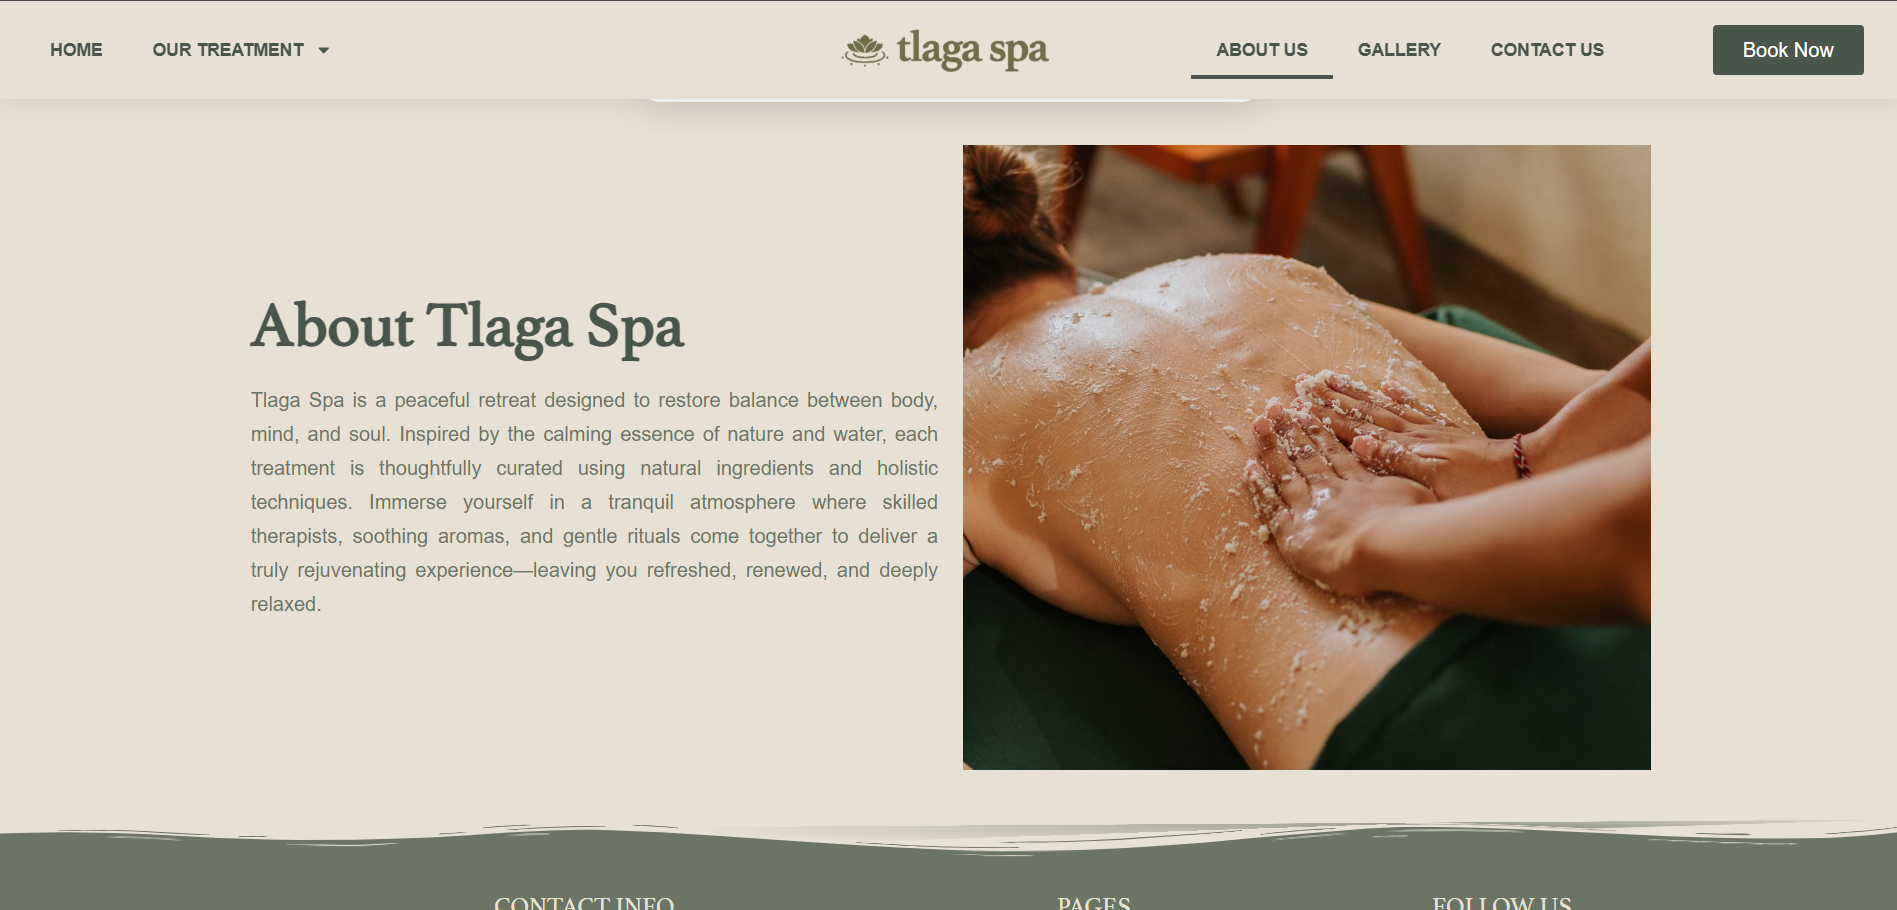 HOME
OUR TREATMENT
tlaga spa
ABOUT US
GALLERY
CONTACT US
Book Now
About Tlaga Spa
Tlaga Spa is a peaceful retreat designed to restore balance between body,
mind, and soul. Inspired by the calming essence of nature and water, each
treatment is thoughtfully curated using natural ingredients and holistic
techniques. Immerse yourself in a tranquil atmosphere where skilled
therapists, soothing aromas, and gentle rituals come together to deliver a
truly rejuvenating experience—leaving you refreshed, renewed, and deeply
relaxed.
CONTACT INFO
PAGES
FOLLOW US